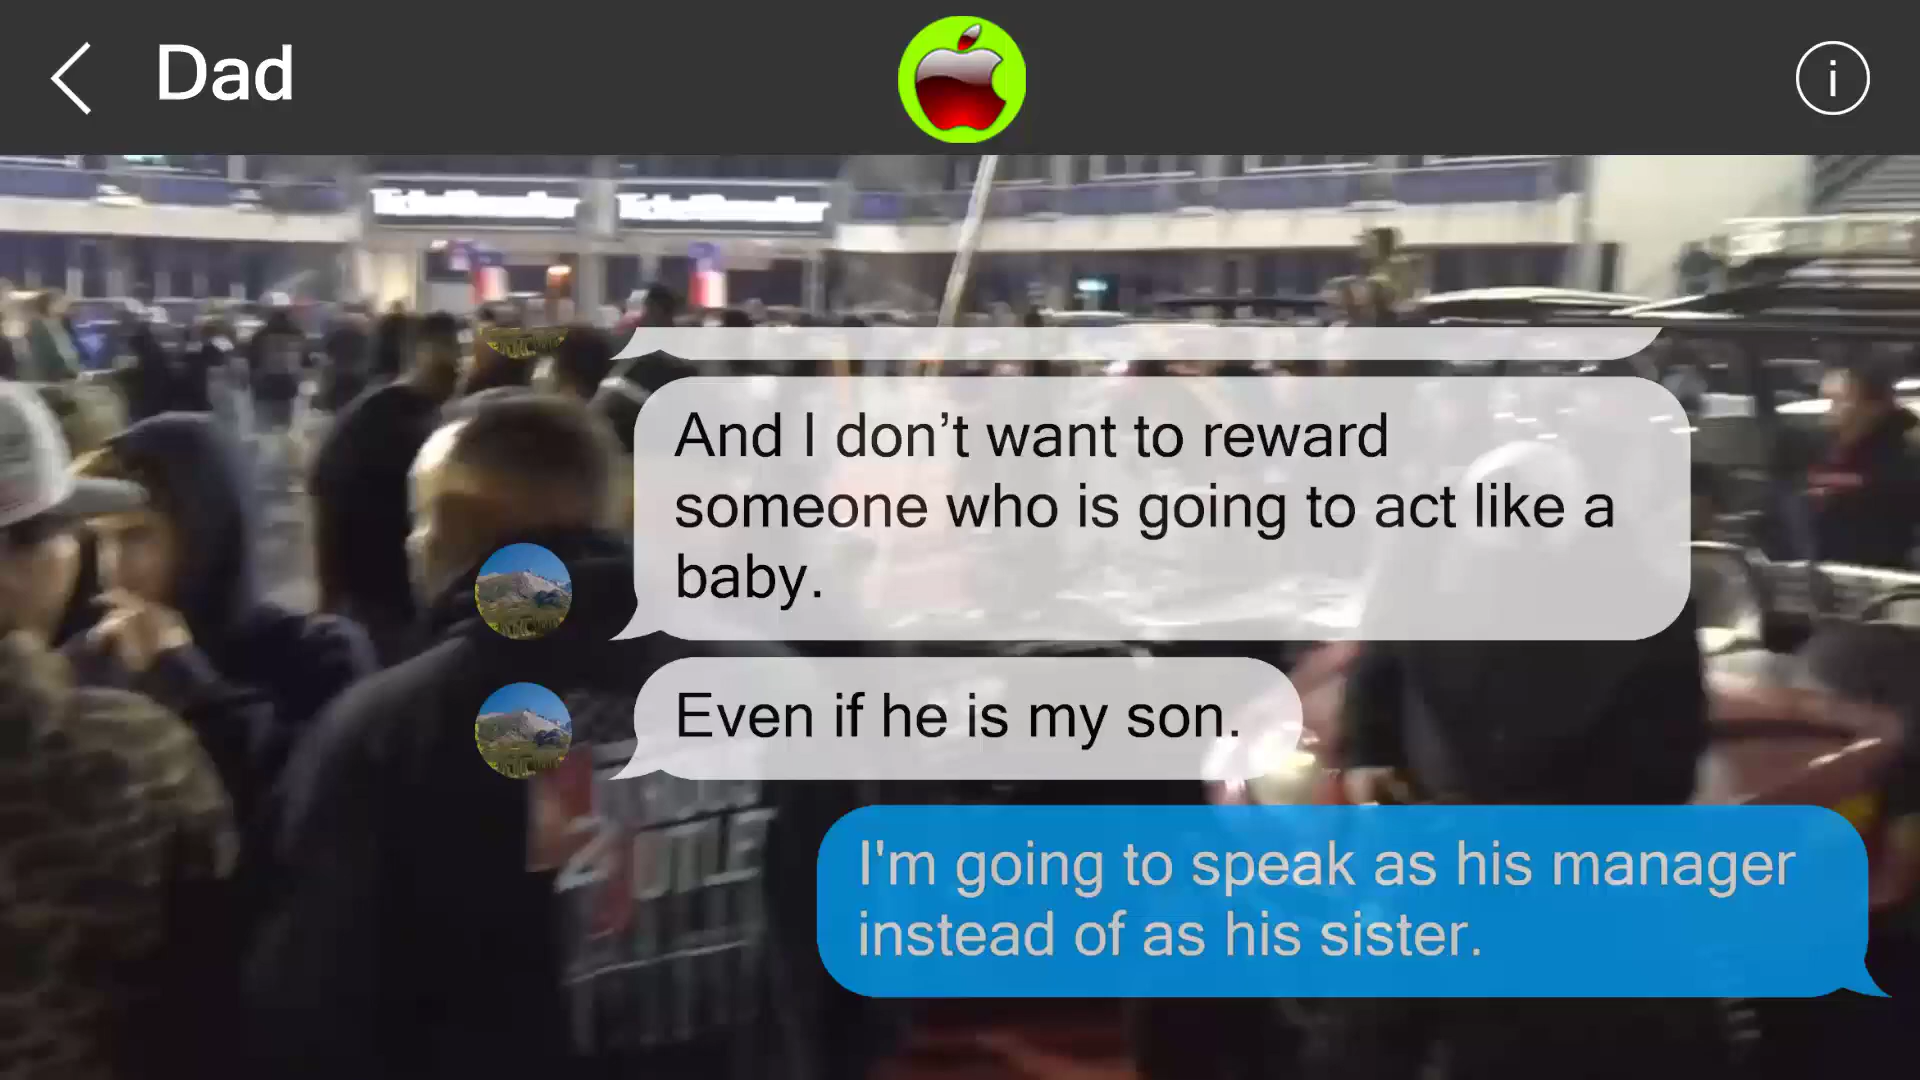 Dad
And I don’t want to reward
someone who is going to act like a
baby.
Even if he is my son.
I'm going to speak as his manager
instead of as his sister.